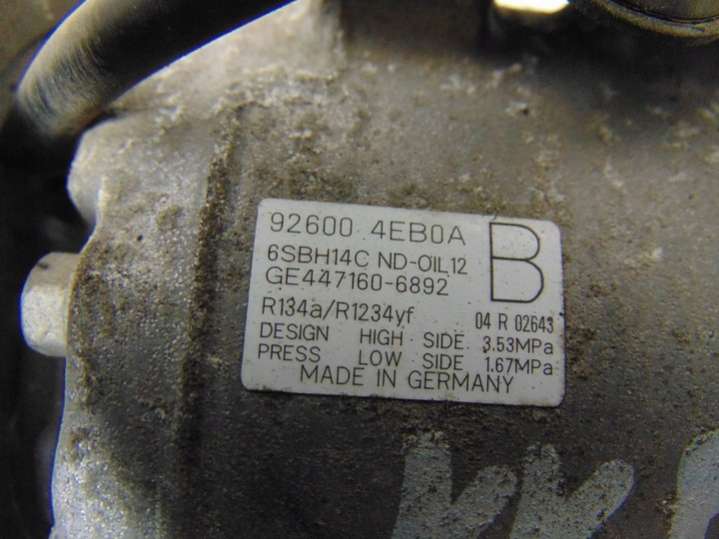 92600 4EB0A B
6SBH14C ND-OIL12
GE447160-6892
R134a/R1234yf 04 R 02643
DESIGN HIGH SIDE 3.53MPa
PRESS LOW SIDE 1.67MPa
MADE IN GERMANY